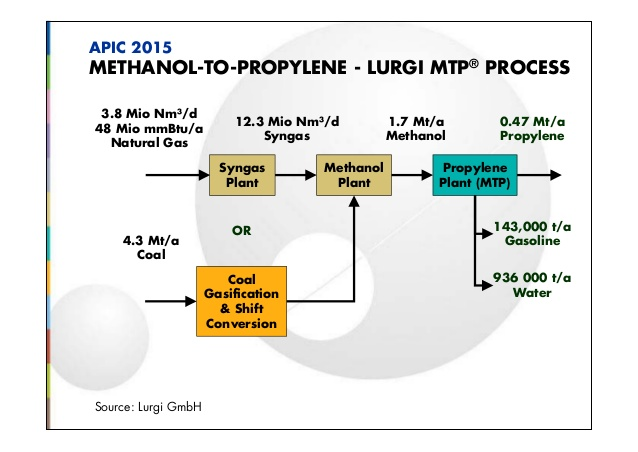 APIC 2015
METHANOL-TO-PROPYLENE - LURGI MTP® PROCESS
3.8 Mio Nm³/d
48 Mio mmBtu/a
Natural Gas
12.3 Mio Nm³/d
Syngas
1.7 Mt/a
Methanol
0.47 Mt/a
Propylene
Syngas
Plant
Methanol
Plant
Propylene
Plant (MTP)
OR
143,000 t/a
Gasoline
4.3 Mt/a
Coal
936 000 t/a
Water
Coal
Gasification
& Shift
Conversion
Source: Lurgi GmbH